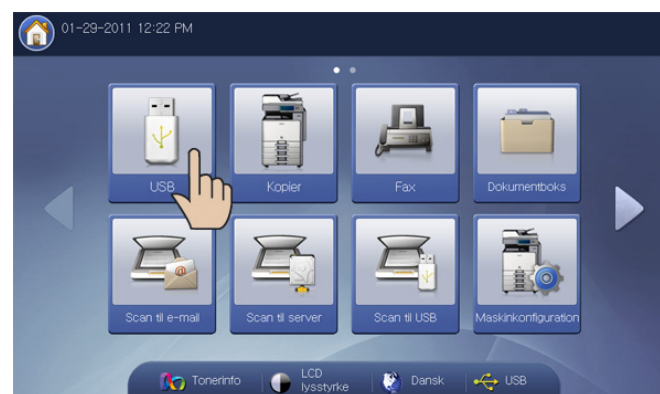 01-29-2011 12:22 PM
USB
Kopier
Fax
Dokumentboks
Scan til e-mail
Scan til server
Scan til USB
Maskinkonfiguration
Tonerinfo
LCD
lysstyrke
Dansk
USB